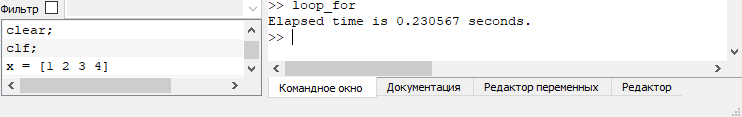 Фильтр
clear;
clf;
x = [1 2 3 4]
>> loop_for
Elapsed time is 0.230567 seconds.
>>
Командное окно Документация Редактор переменных Редактор